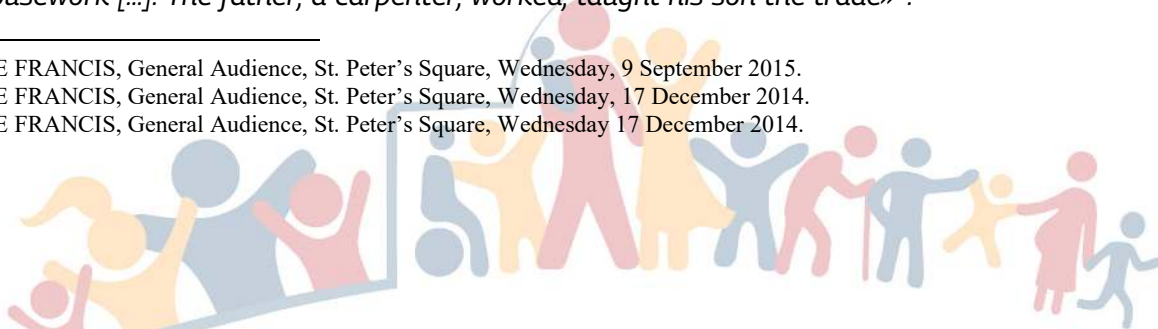 usework […]. The father, a carpenter, worked, taught his son the trade» .
E FRANCIS, General Audience, St. Peter’s Square, Wednesday, 9 September 2015.
E FRANCIS, General Audience, St. Peter’s Square, Wednesday, 17 December 2014.
E FRANCIS, General Audience, St. Peter’s Square, Wednesday 17 December 2014.